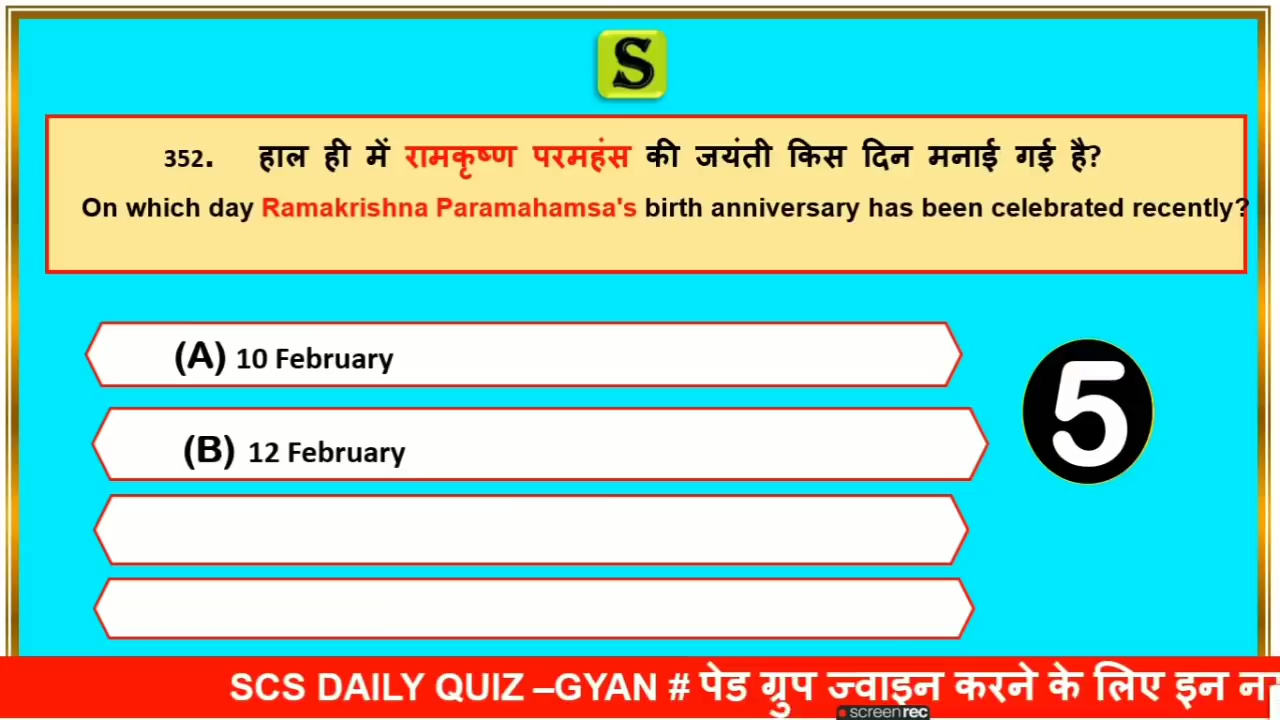 S
352. हाल ही में रामकृष्ण परमहंस की जयंती किस दिन मनाई गई है?
On which day Ramakrishna Paramahamsa's birth anniversary has been celebrated recently?
(A) 10 February
5
(B) 12 February
SCS DAILY QUIZ –GYAN # पेड ग्रुप ज्वाइन करने के लिए इन
screenrec